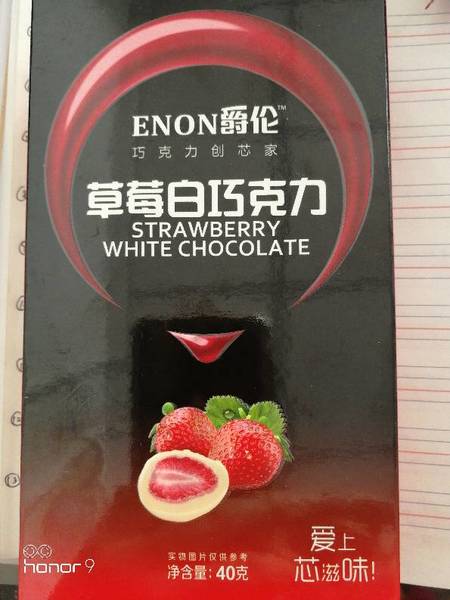 ENON爵伦™
巧克力创芯家
草莓白巧克力
STRAWBERRY
WHITE CHOCOLATE
实物图片仅供参考
净含量:40克
爱上
芯滋味!
honor 9